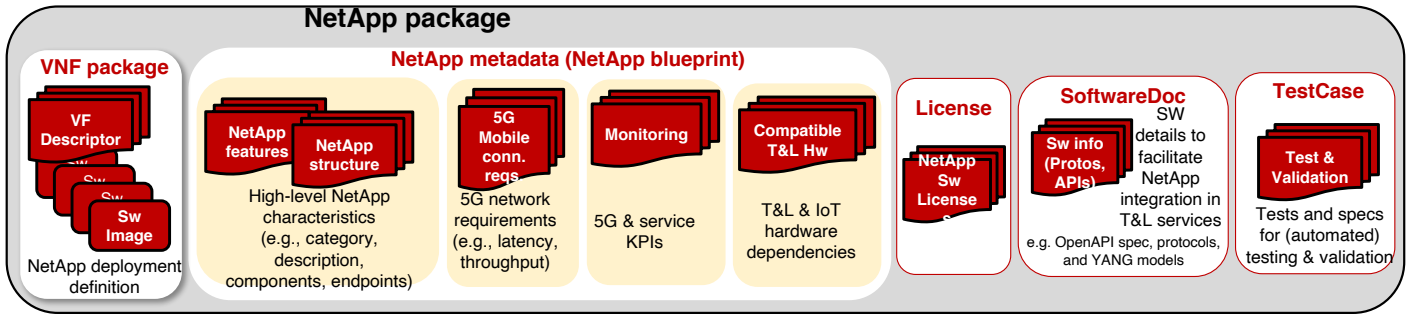 NetApp package
VNF package
VF
Descriptor
Sw
Sw
Sw
Sw
Image
NetApp deployment
definition
NetApp metadata (NetApp blueprint)
NetApp
features
NetApp
structure
High-level NetApp
characteristics
(e.g., category,
description,
components, endpoints)
5G
Mobile
conn.
reqs
5G network
requirements
(e.g., latency,
throughput)
Monitoring
5G & service
KPIs
Compatible
T&L Hw
T&L & IoT
hardware
dependencies
License
NetApp
Sw
License
s
SoftwareDoc
Sw info
(Protos,
APIs)
SW
details to
facilitate
NetApp
integration in
T&L services
e.g. OpenAPI spec, protocols,
and YANG models
TestCase
Test &
Validation
Tests and specs
for (automated)
testing & validation